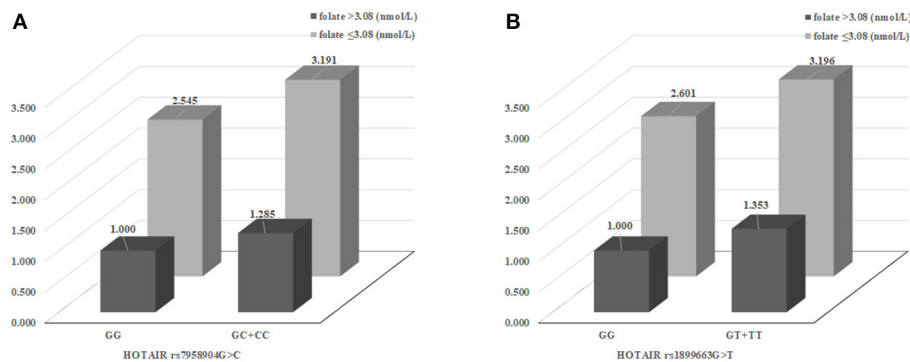 A
folate >3.08 (nmol/L)
folate ≤3.08 (nmol/L)
3.191
2.545
3.500
3.000
2.500
2.000
1.500
1.000
0.500
0.000
1.000
1.285
GG
GC+CC
HOTAIR rs7958904G>C
B
folate >3.08 (nmol/L)
folate ≤3.08 (nmol/L)
3.196
2.601
3.500
3.000
2.500
2.000
1.500
1.000
0.500
0.000
1.000
1.353
GG
GT+TT
HOTAIR rs1899663G>T